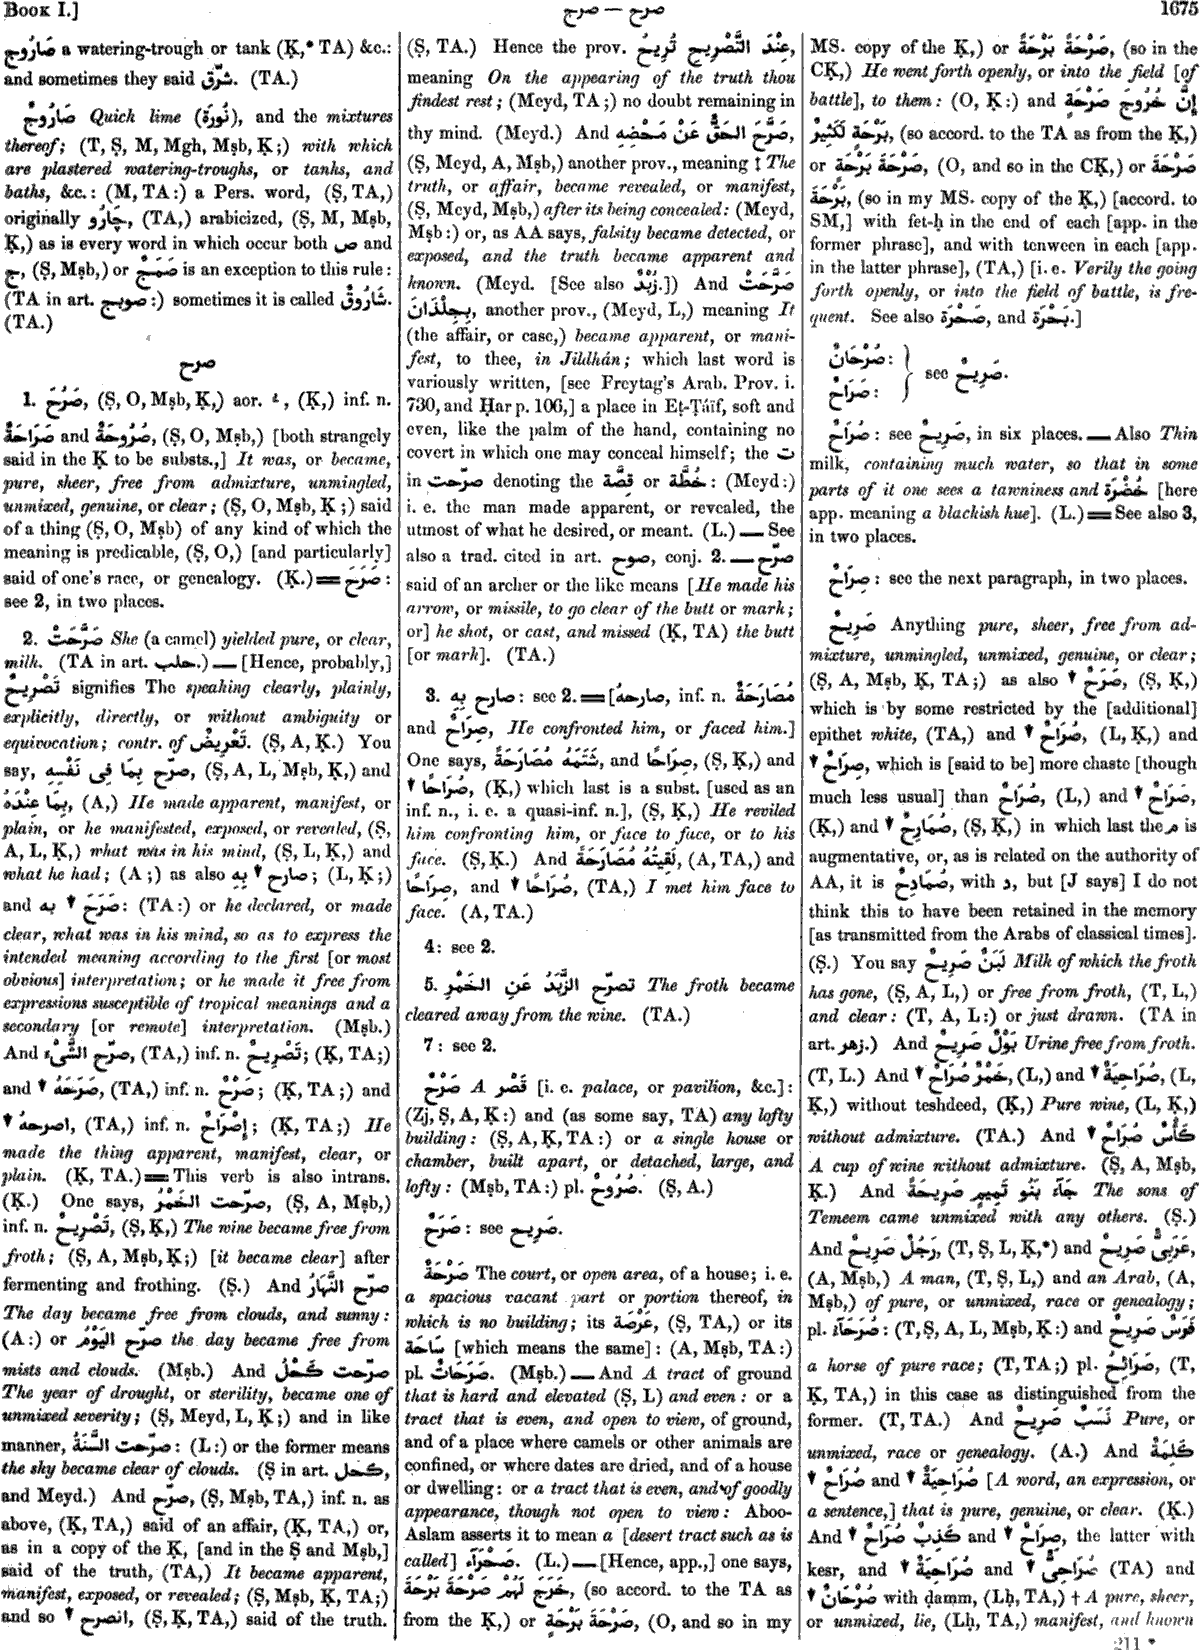 Book I.]
صرج — صرح
1675
صَارُوج a watering-trough or tank (Ḳ,* TA) &c.:
and sometimes they said شرّق. (TA.)
صَارُوجٌ Quick lime (نُورَة), and the mixtures
thereof; (T, Ṣ, M, Mgh, Mṣb, Ḳ;) with which
are plastered watering-troughs, or tanks, and
baths, &c.: (M, TA:) a Pers. word, (Ṣ, TA,)
originally چَارُو, (TA,) arabicized, (Ṣ, M, Mṣb,
Ḳ,) as is every word in which occur both ص and
ج, (Ṣ, Mṣb,) or صَمَجٌ is an exception to this rule:
(TA in art. صوبج:) sometimes it is called شَارُوقٌ.
(TA.)
صرح
1. صَرُحَ, (Ṣ, O, Mṣb, Ḳ,) aor. ـُ, (Ḳ,) inf. n.
صَرَاحَةٌ and صُرُوحَةٌ, (Ṣ, O, Mṣb,) [both strangely
said in the Ḳ to be substs.,] It was, or became,
pure, sheer, free from admixture, unmingled,
unmixed, genuine, or clear; (Ṣ, O, Mṣb, Ḳ;) said
of a thing (Ṣ, O, Mṣb) of any kind of which the
meaning is predicable, (Ṣ, O,) [and particularly]
said of one's race, or genealogy. (Ḳ.) ＝ صَرَحَ:
see 2, in two places.
2. صَرَّحَتْ She (a camel) yielded pure, or clear,
milk. (TA in art. حلب.) — [Hence, probably,]
تَصْرِيحٌ signifies The speaking clearly, plainly,
explicitly, directly, or without ambiguity or
equivocation; contr. of تَعْرِيضٌ. (Ṣ, A, Ḳ.) You
say, صرّح بِمَا فِى نَفْسِهِ, (Ṣ, A, L, Mṣb, Ḳ,) and
بِمَا عِنْدَهُ, (A,) He made apparent, manifest, or
plain, or he manifested, exposed, or revealed, (Ṣ,
A, L, Ḳ,) what was in his mind, (Ṣ, L, Ḳ,) and
what he had; (A;) as also ▼ صارح بِهِ; (L, Ḳ;)
and ▼ صَرَحَ به: (TA:) or he declared, or made
clear, what was in his mind, so as to express the
intended meaning according to the first [or most
obvious] interpretation; or he made it free from
expressions susceptible of tropical meanings and a
secondary [or remote] interpretation. (Mṣb.)
And صرّح الشَّىْءَ, (TA,) inf. n. تَصْرِيحٌ; (Ḳ, TA;)
and ▼ صَرَحَهُ, (TA,) inf. n. صَرْحٌ; (Ḳ, TA;) and
▼ اصرحهُ, (TA,) inf. n. إِصْرَاحٌ; (Ḳ, TA;) He
made the thing apparent, manifest, clear, or
plain. (Ḳ, TA.) ＝ This verb is also intrans.
(Ḳ.) One says, صرّحت الخَمْرُ, (Ṣ, A, Mṣb,)
inf. n. تَصْرِيحٌ, (Ṣ, Ḳ,) The wine became free from
froth; (Ṣ, A, Mṣb, Ḳ;) [it became clear] after
fermenting and frothing. (Ṣ.) And صرّح النَّهَارُ
The day became free from clouds, and sunny:
(A:) or صرّح اليَوْمُ the day became free from
mists and clouds. (Mṣb.) And صرّحت كَحْلُ
The year of drought, or sterility, became one of
unmixed severity; (Ṣ, Meyd, L, Ḳ;) and in like
manner, صرّحت السَّنَةُ: (L:) or the former means
the sky became clear of clouds. (Ṣ in art. كحل,
and Meyd.) And صرّح, (Ṣ, Mṣb, TA,) inf. n. as
above, (Ḳ, TA,) said of an affair, (Ḳ, TA,) or,
as in a copy of the Ḳ, [and in the Ṣ and Mṣb,]
said of the truth, (TA,) It became apparent,
manifest, exposed, or revealed; (Ṣ, Mṣb, Ḳ, TA;)
and so ▼ انصرح, (Ṣ, Ḳ, TA,) said of the truth.
(Ṣ, TA.) Hence the prov. عِنْدَ التَّصْرِيحِ تُرِيحُ,
meaning On the appearing of the truth thou
findest rest; (Meyd, TA;) no doubt remaining in
thy mind. (Meyd.) And صَرَّحَ الحَقُّ عَنْ مَحْضِهِ,
(Ṣ, Meyd, A, Mṣb,) another prov., meaning ‡ The
truth, or affair, became revealed, or manifest,
(Ṣ, Meyd, Mṣb,) after its being concealed: (Meyd,
Mṣb:) or, as AA says, falsity became detected, or
exposed, and the truth became apparent and
known. (Meyd. [See also زُبْدٌ.]) And صَرَّحَتْ
بِجِلْذَانَ, another prov., (Meyd, L,) meaning It
(the affair, or case,) became apparent, or mani-
fest, to thee, in Jildhán; which last word is
variously written, [see Freytag's Arab. Prov. i.
730, and Ḥar p. 106,] a place in Eṭ-Ṭáïf, soft and
even, like the palm of the hand, containing no
covert in which one may conceal himself; the ت
in صرّحت denoting the قِصَّة or خُطَّة: (Meyd:)
i. e. the man made apparent, or revealed, the
utmost of what he desired, or meant. (L.) — See
also a trad. cited in art. صوح, conj. 2. — صرّح
said of an archer or the like means [He made his
arrow, or missile, to go clear of the butt or mark;
or] he shot, or cast, and missed (Ḳ, TA) the butt
[or mark]. (TA.)
3. صارح بِهِ: see 2. ＝ [صارحهُ, inf. n. مُصَارَحَةٌ
and صِرَاحٌ, He confronted him, or faced him.]
One says, شَتَمَهُ مُصَارَحَةً, and صِرَاحًا, (Ṣ, Ḳ,) and
▼ صُرَاحًا, (Ḳ,) which last is a subst. [used as an
inf. n., i. e. a quasi-inf. n.], (Ṣ, Ḳ,) He reviled
him confronting him, or face to face, or to his
face. (Ṣ, Ḳ.) And لَقِيتُهُ مُصَارَحَةً, (A, TA,) and
صِرَاحًا, and ▼ صُرَاحًا, (TA,) I met him face to
face. (A, TA.)
4: see 2.
5. تصرّح الزَّبَدُ عَنِ الخَمْرِ The froth became
cleared away from the wine. (TA.)
7: see 2.
صَرْحٌ A قَصْر [i. e. palace, or pavilion, &c.]:
(Zj, Ṣ, A, Ḳ:) and (as some say, TA) any lofty
building: (Ṣ, A, Ḳ, TA:) or a single house or
chamber, built apart, or detached, large, and
lofty: (Mṣb, TA:) pl. صُرُوحٌ. (Ṣ, A.)
صَرَحٌ: see صَرِيح.
صَرْحَةٌ The court, or open area, of a house; i. e.
a spacious vacant part or portion thereof, in
which is no building; its عَرْصَة, (Ṣ, TA,) or its
سَاحَة [which means the same]: (A, Mṣb, TA:)
pl. صَرَحَاتٌ. (Mṣb.) — And A tract of ground
that is hard and elevated (Ṣ, L) and even: or a
tract that is even, and open to view, of ground,
and of a place where camels or other animals are
confined, or where dates are dried, and of a house
or dwelling: or a tract that is even, and of goodly
appearance, though not open to view: Aboo-
Aslam asserts it to mean a [desert tract such as is
called] صَحْرَآء. (L.) — [Hence, app.,] one says,
خَرَجَ لَهُمْ صَرْحَةً بَرْحَةً, (so accord. to the TA as
from the Ḳ,) or صَرْحَةَ بَرْحَةٍ, (O, and so in my
MS. copy of the Ḳ,) or صَرْحَةً بَرْحَةً, (so in the
CḲ,) He went forth openly, or into the field [of
battle], to them: (O, Ḳ:) and إِنَّ خُرُوجَ صَرْحَةٍ
بَرْحَةٍ لَكَثِيرٌ, (so accord. to the TA as from the Ḳ,)
or صَرْحَةَ بَرْحَةَ, (O, and so in the CḲ,) or صَرْحَةً
بَرْحَةً, (so in my MS. copy of the Ḳ,) [accord. to
SM,] with fet-ḥ in the end of each [app. in the
former phrase], and with tenween in each [app.
in the latter phrase], (TA,) [i. e. Verily the going
forth openly, or into the field of battle, is fre-
quent. See also صَحْرَة, and بَحْرَة.]
صُرْحَانٌ:
صَرَاحٌ:
see صَرِيحٌ.
صُرَاحٌ: see صَرِيحٌ, in six places. — Also Thin
milk, containing much water, so that in some
parts of it one sees a tawniness and خُضْرَة [here
app. meaning a blackish hue]. (L.) ＝ See also 3,
in two places.
صِرَاحٌ: see the next paragraph, in two places.
صَرِيحٌ Anything pure, sheer, free from ad-
mixture, unmingled, unmixed, genuine, or clear;
(Ṣ, A, Mṣb, Ḳ, TA;) as also ▼ صَرَحٌ, (Ṣ, Ḳ,)
which is by some restricted by the [additional]
epithet white, (TA,) and ▼ صُرَاحٌ, (L, Ḳ,) and
▼ صِرَاحٌ, which is [said to be] more chaste [though
much less usual] than صُرَاحٌ, (L,) and ▼ صَرَاحٌ,
(Ḳ,) and ▼ صُمَارِحٌ, (Ṣ, Ḳ,) in which last the م is
augmentative, or, as is related on the authority of
AA, it is صُمَادِحٌ, with د, but [J says] I do not
think this to have been retained in the memory
[as transmitted from the Arabs of classical times].
(Ṣ.) You say لَبَنٌ صَرِيحٌ Milk of which the froth
has gone, (Ṣ, A, L,) or free from froth, (T, L,)
and clear: (T, A, L:) or just drawn. (TA in
art. زهر.) And بَوْلٌ صَرِيحٌ Urine free from froth.
(T, L.) And ▼ خَمْرٌ صُرَاحٌ, (L,) and ▼ صُرَاحِيَةٌ, (L,
Ḳ,) without teshdeed, (Ḳ,) Pure wine, (L, Ḳ,)
without admixture. (TA.) And ▼ كَأْسٌ صُرَاحٌ
A cup of wine without admixture. (Ṣ, A, Mṣb,
Ḳ.) And جَآءَ بَنُو تَمِيمٍ صَرِيحَةً The sons of
Temeem came unmixed with any others. (Ṣ.)
And رَجُلٌ صَرِيحٌ, (T, Ṣ, L, Ḳ,*) and عَرَبِىٌّ صَرِيحٌ,
(A, Mṣb,) A man, (T, Ṣ, L,) and an Arab, (A,
Mṣb,) of pure, or unmixed, race or genealogy;
pl. صُرَحَآءُ: (T, Ṣ, A, L, Mṣb, Ḳ:) and فَرَسٌ صَرِيحٌ
a horse of pure race; (T, TA;) pl. صَرَائِحُ, (T,
Ḳ, TA,) in this case as distinguished from the
former. (T, TA.) And نَسَبٌ صَرِيحٌ Pure, or
unmixed, race or genealogy. (A.) And كَلِمَةٌ
▼ صُرَاحٌ and ▼ صُرَاحِيَةٌ [A word, an expression, or
a sentence,] that is pure, genuine, or clear. (Ḳ.)
And ▼ كَذِبٌ صُرَاحٌ and ▼ صِرَاحٌ, the latter with
kesr, and ▼ صُرَاحِيَةٌ and ▼ صُرَاحِىٌّ (TA) and
▼ صُرْحَانٌ with ḍamm, (Lḥ, TA,) † A pure, sheer,
or unmixed, lie, (Lḥ, TA,) manifest, and known
211 *